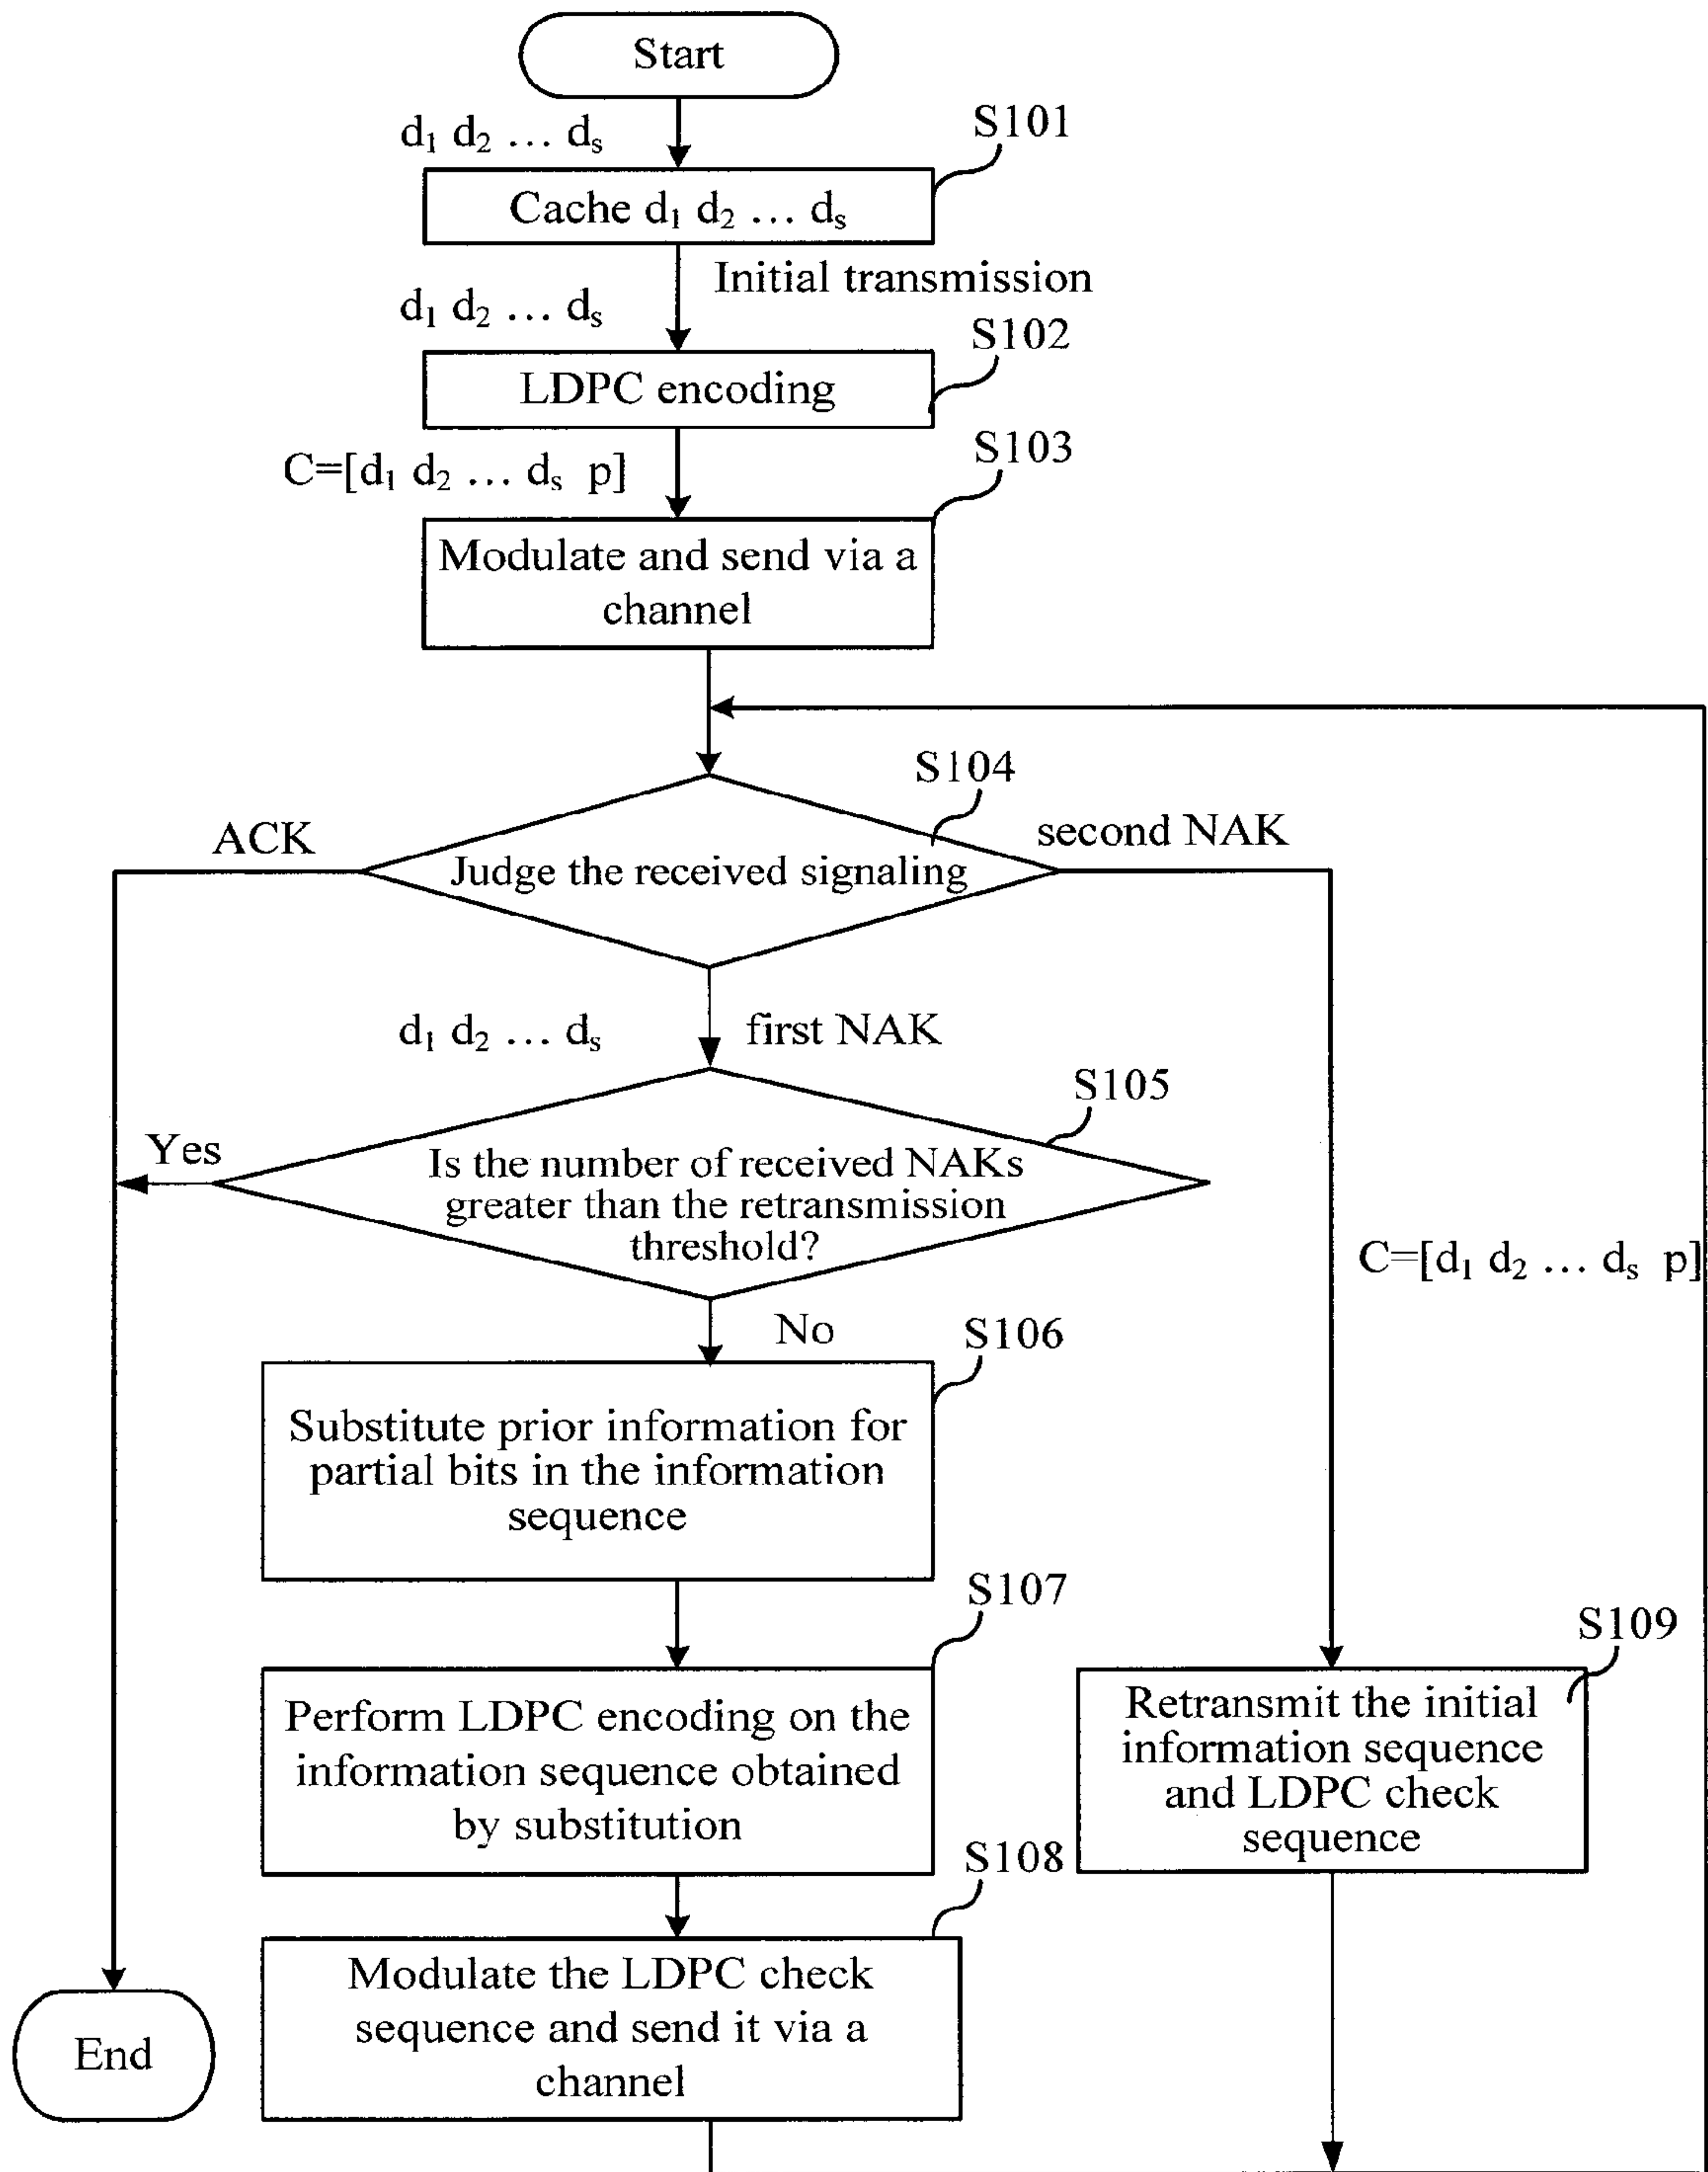 Start
d₁ d₂ … dₛ
S101
Cache d₁ d₂ … dₛ
Initial transmission
d₁ d₂ … dₛ
S102
LDPC encoding
C=[d₁ d₂ … dₛ p]
S103
Modulate and send via a
channel
S104
ACK
second NAK
Judge the received signaling
d₁ d₂ … dₛ
first NAK
S105
Yes
Is the number of received NAKs
greater than the retransmission
threshold?
C=[d₁ d₂ … dₛ p]
No
S106
Substitute prior information for
partial bits in the information
sequence
S107
Perform LDPC encoding on the
information sequence obtained
by substitution
S109
Retransmit the initial
information sequence
and LDPC check
sequence
S108
Modulate the LDPC check
sequence and send it via a
channel
End